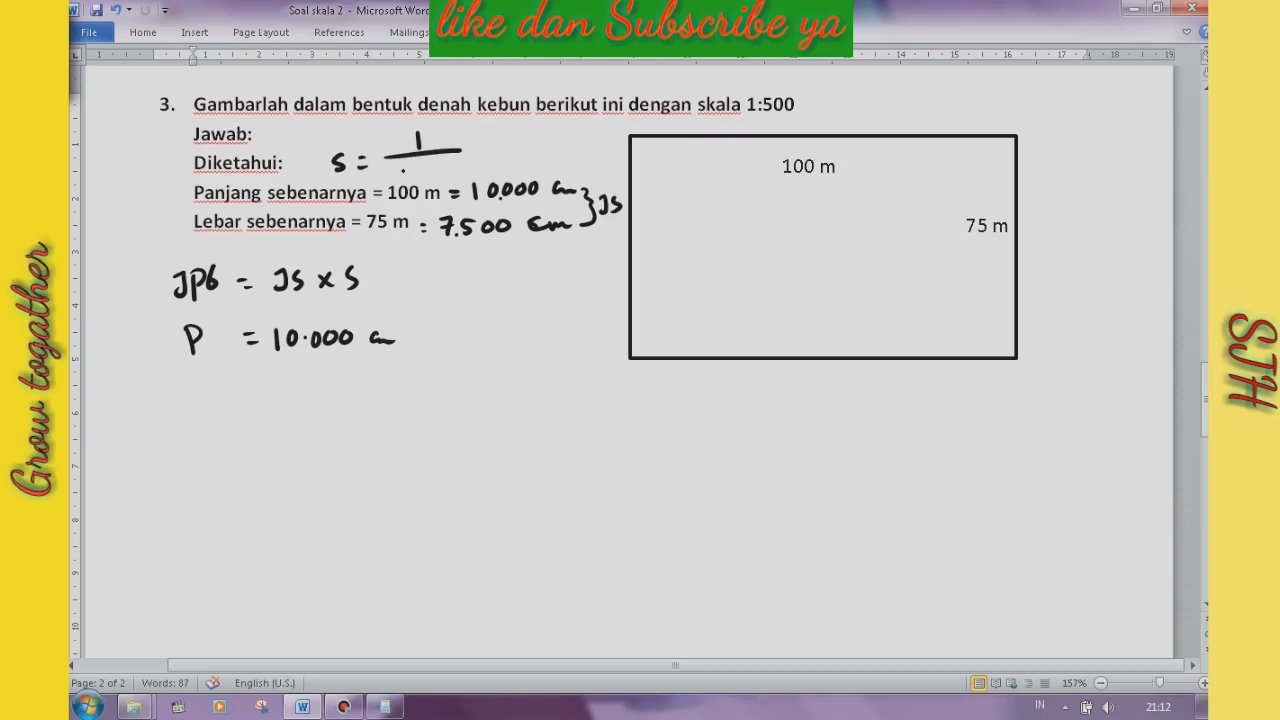 Soal skala 2 - Microsoft Word
like dan Subscribe ya
File Home Insert Page Layout References Mailings
3. Gambarlah dalam bentuk denah kebun berikut ini dengan skala 1:500
Jawab:
Diketahui: S = 1
Panjang sebenarnya = 100 m = 10.000 cm
Lebar sebenarnya = 75 m = 7.500 cm
JS
100 m
75 m
JPG = JS x S
P = 10.000 cm
Grow togather
SJH
Page: 2 of 2 Words: 87 English (U.S.) 157%
IN 21:12